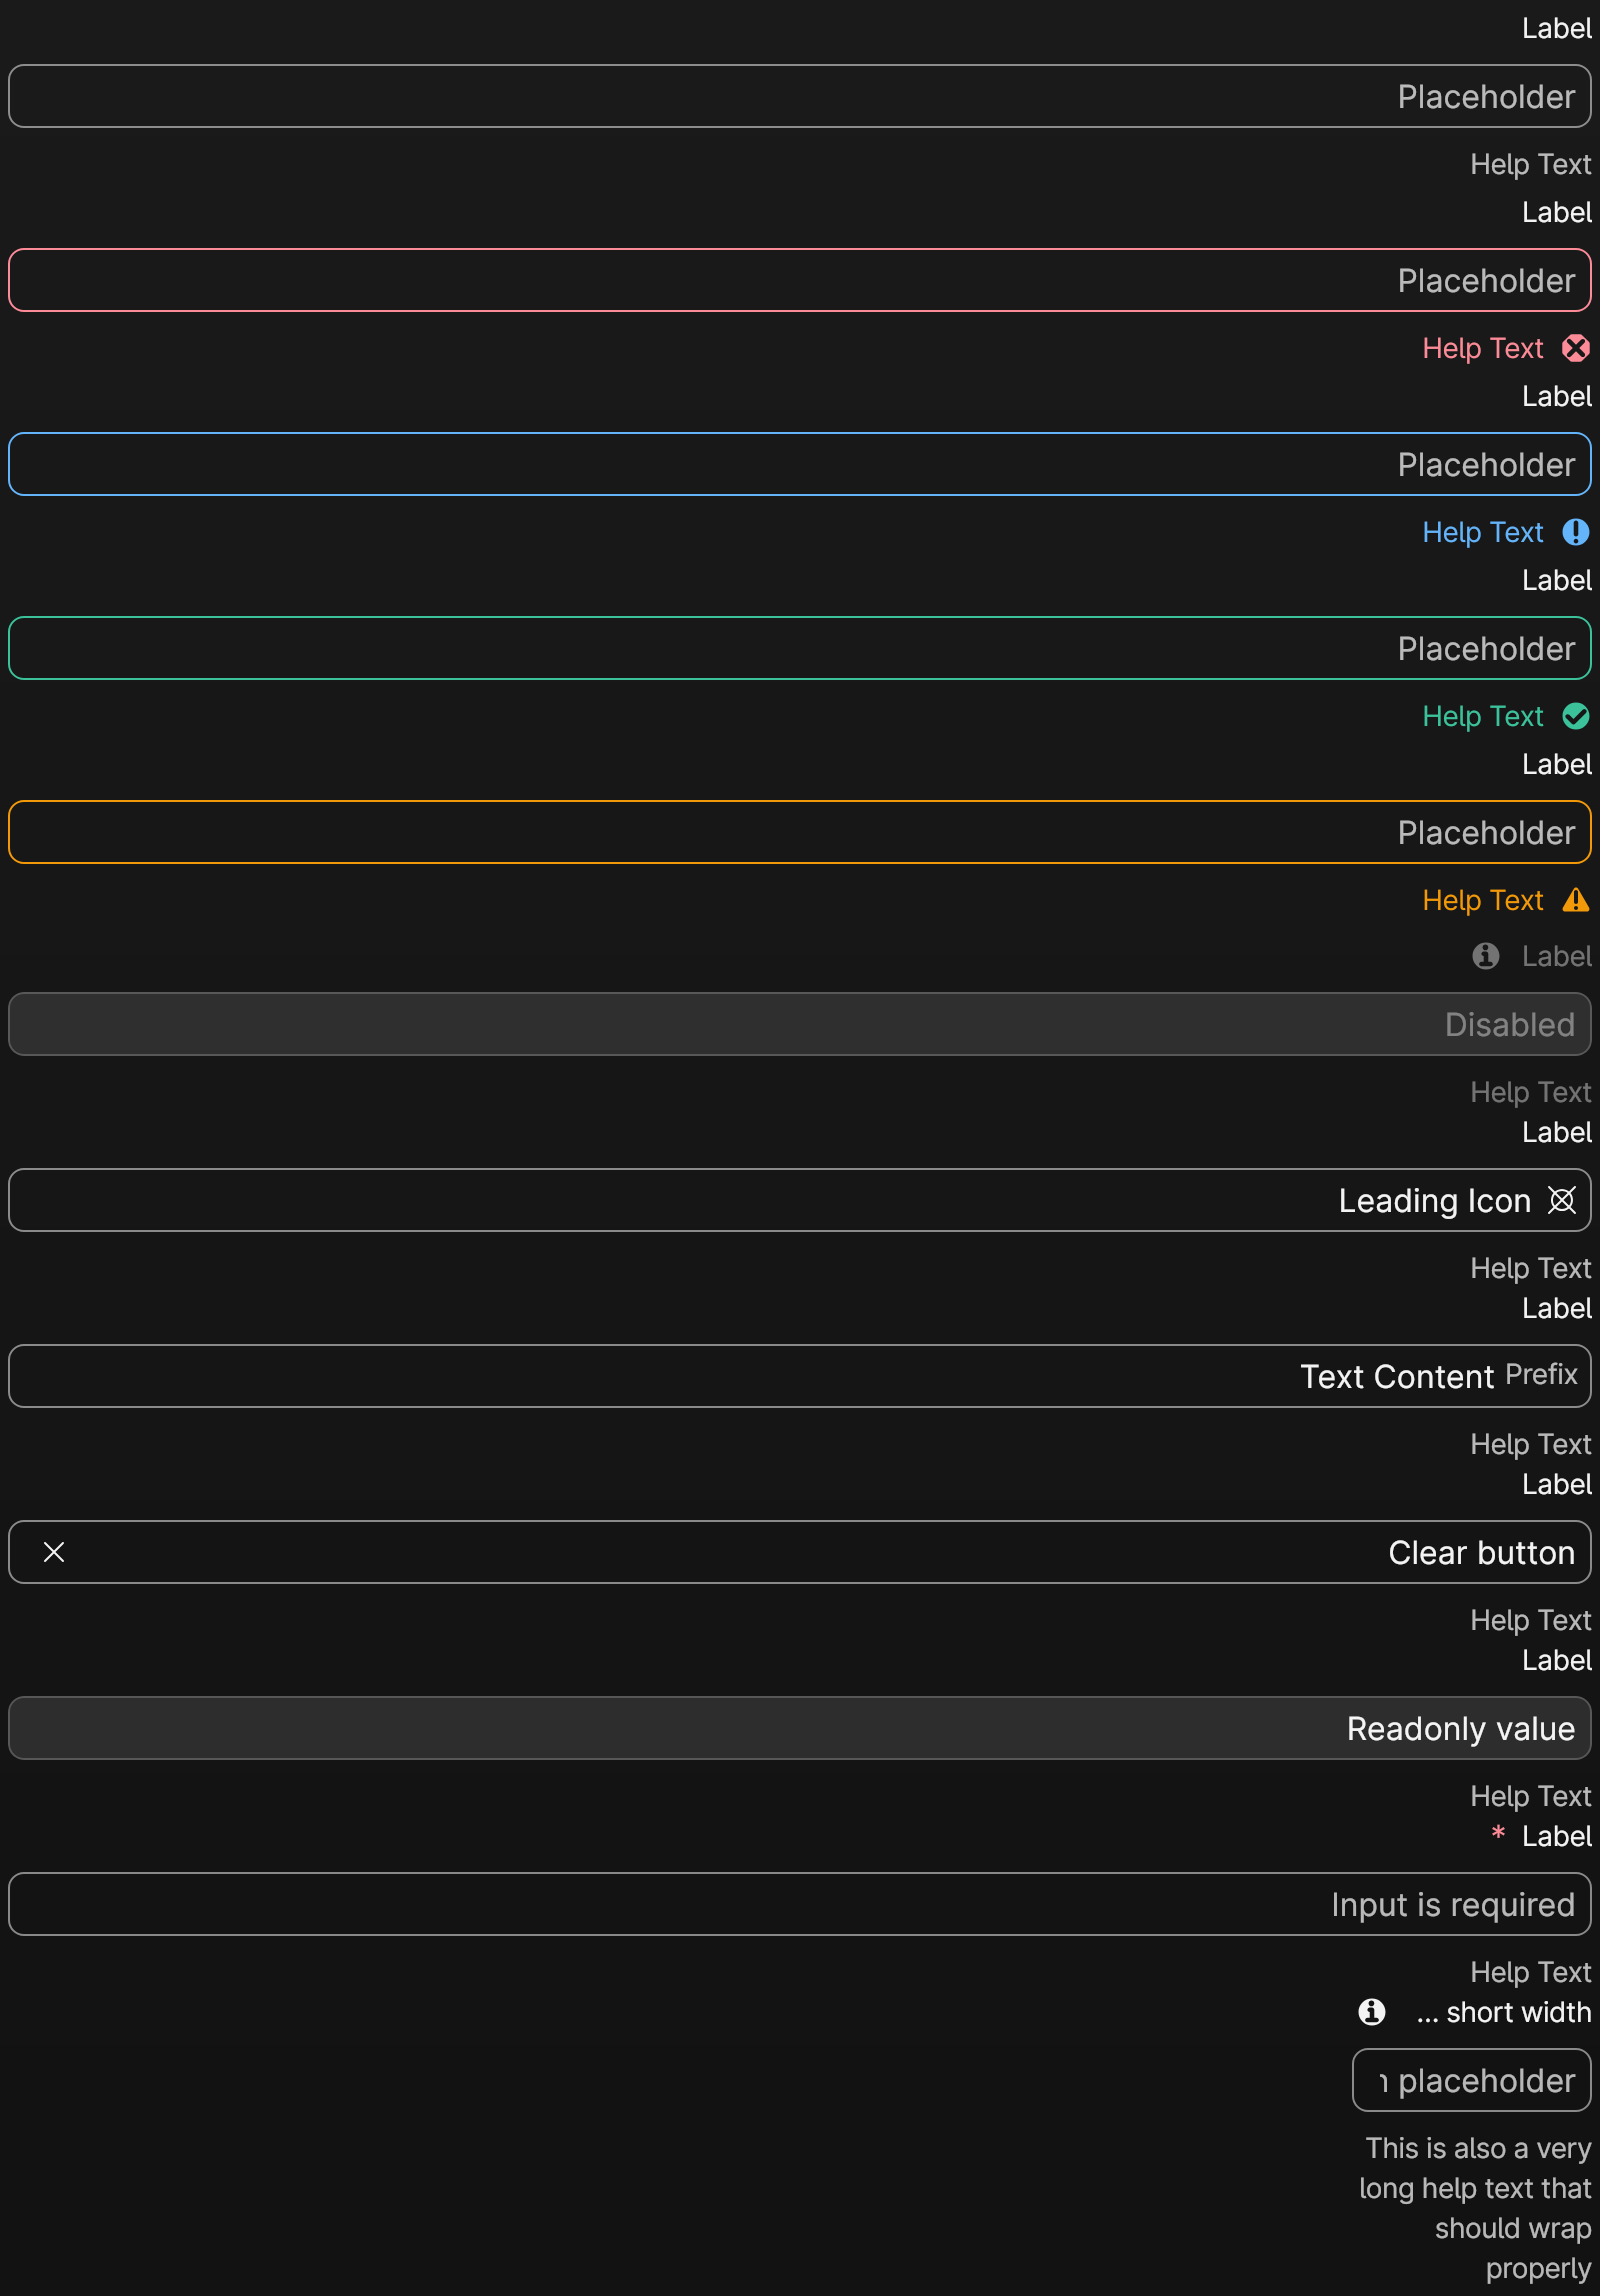 Label
Placeholder
Help Text
Label
Placeholder
Help Text
Label
Placeholder
Help Text
Label
Placeholder
Help Text
Label
Placeholder
Help Text
Label
Disabled
Help Text
Label
Leading Icon
Help Text
Label
Text Content Prefix
Help Text
Label
Clear button
Help Text
Label
Readonly value
Help Text
* Label
Input is required
Help Text
... short width
placeholder
This is also a very
long help text that
should wrap
properly